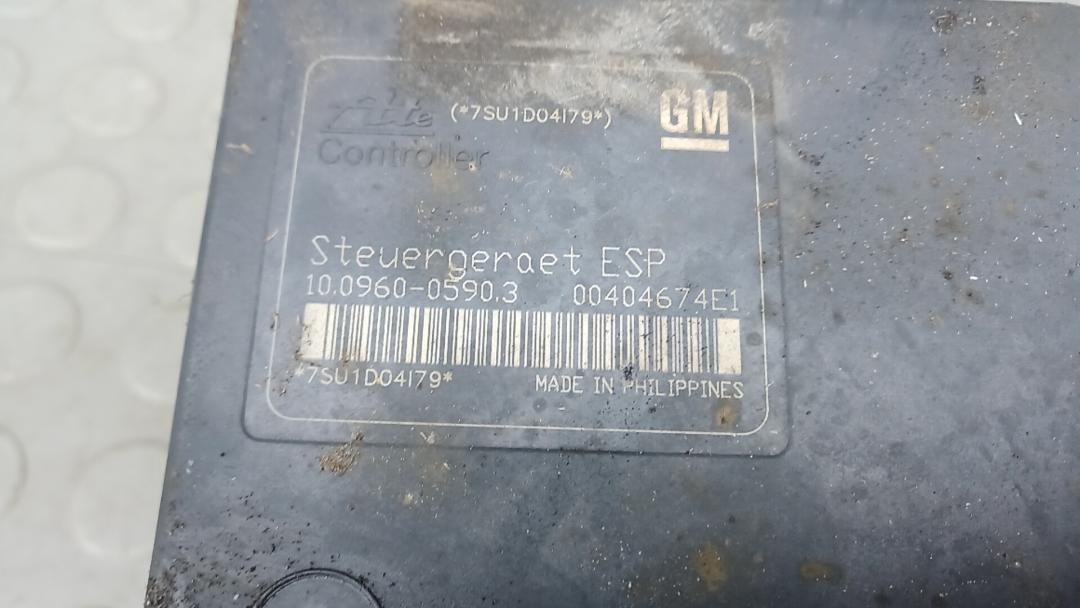 Ate (*7SU1D04I79*) GM
Controller
Steuergeraet ESP
10.0960-0590.3 00404674E1
*7SU1D04I79* MADE IN PHILIPPINES